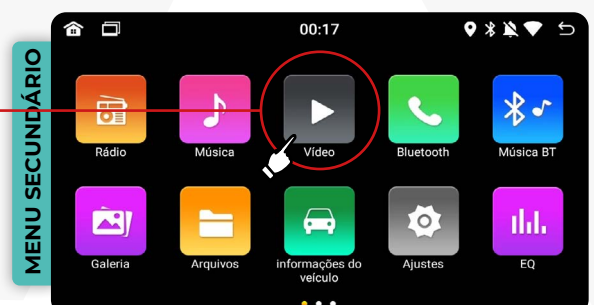 MENU SECUNDÁRIO
00:17
Rádio
Música
Vídeo
Bluetooth
Música BT
Galeria
Arquivos
informações do
veículo
Ajustes
EQ